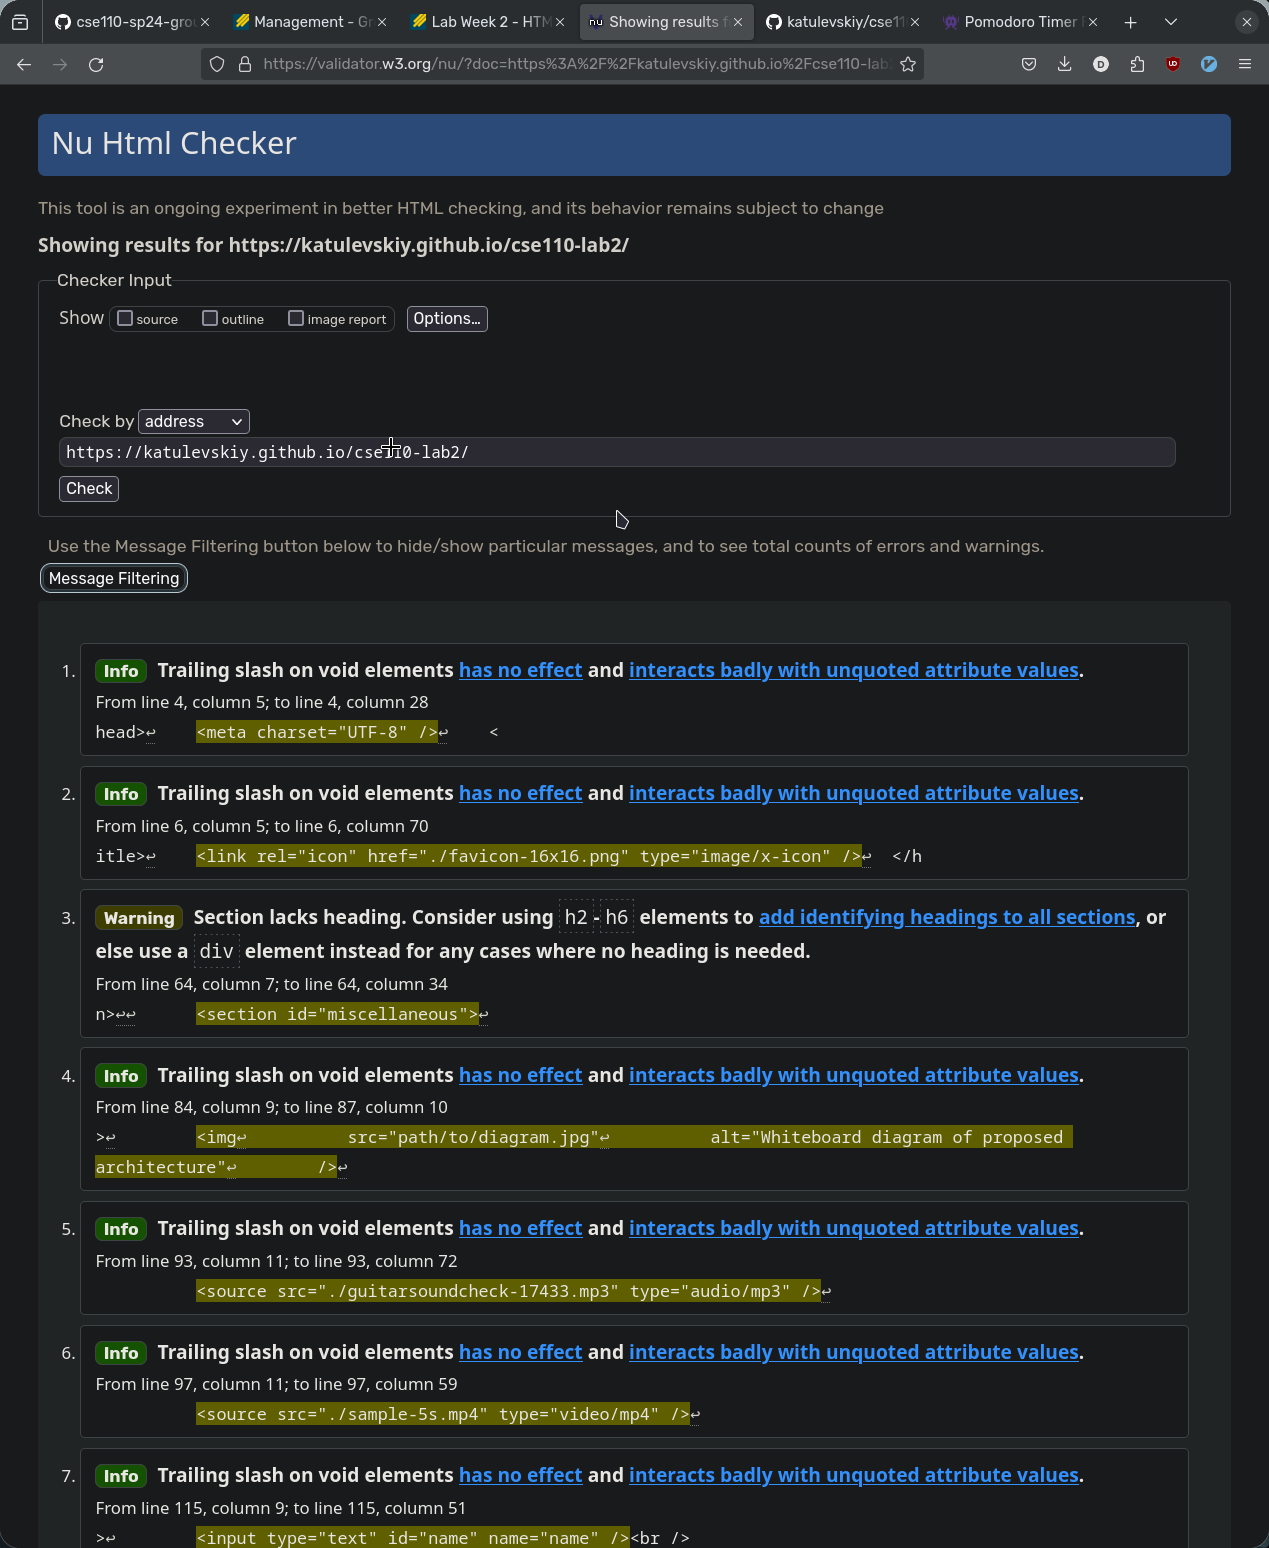 cse110-sp24-grou
Management - Gr
Lab Week 2 - HTM
Showing results f
katulevskiy/cse11
Pomodoro Timer
https://validator.w3.org/nu/?doc=https%3A%2F%2Fkatulevskiy.github.io%2Fcse110-lab
Nu Html Checker
This tool is an ongoing experiment in better HTML checking, and its behavior remains subject to change
Showing results for https://katulevskiy.github.io/cse110-lab2/
Checker Input
Show source outline image report Options…
Check by address
https://katulevskiy.github.io/cse110-lab2/
Check
Use the Message Filtering button below to hide/show particular messages, and to see total counts of errors and warnings.
Message Filtering
1. Info Trailing slash on void elements has no effect and interacts badly with unquoted attribute values.
From line 4, column 5; to line 4, column 28
head>↩ <meta charset="UTF-8" />↩ <
2. Info Trailing slash on void elements has no effect and interacts badly with unquoted attribute values.
From line 6, column 5; to line 6, column 70
itle>↩ <link rel="icon" href="./favicon-16x16.png" type="image/x-icon" />↩ </h
3. Warning Section lacks heading. Consider using h2-h6 elements to add identifying headings to all sections, or
else use a div element instead for any cases where no heading is needed.
From line 64, column 7; to line 64, column 34
n>↩↩ <section id="miscellaneous">↩
4. Info Trailing slash on void elements has no effect and interacts badly with unquoted attribute values.
From line 84, column 9; to line 87, column 10
>↩ <img↩ src="path/to/diagram.jpg"↩ alt="Whiteboard diagram of proposed
architecture"↩ />↩
5. Info Trailing slash on void elements has no effect and interacts badly with unquoted attribute values.
From line 93, column 11; to line 93, column 72
<source src="./guitarsoundcheck-17433.mp3" type="audio/mp3" />↩
6. Info Trailing slash on void elements has no effect and interacts badly with unquoted attribute values.
From line 97, column 11; to line 97, column 59
<source src="./sample-5s.mp4" type="video/mp4" />↩
7. Info Trailing slash on void elements has no effect and interacts badly with unquoted attribute values.
From line 115, column 9; to line 115, column 51
>↩ <input type="text" id="name" name="name" /><br />